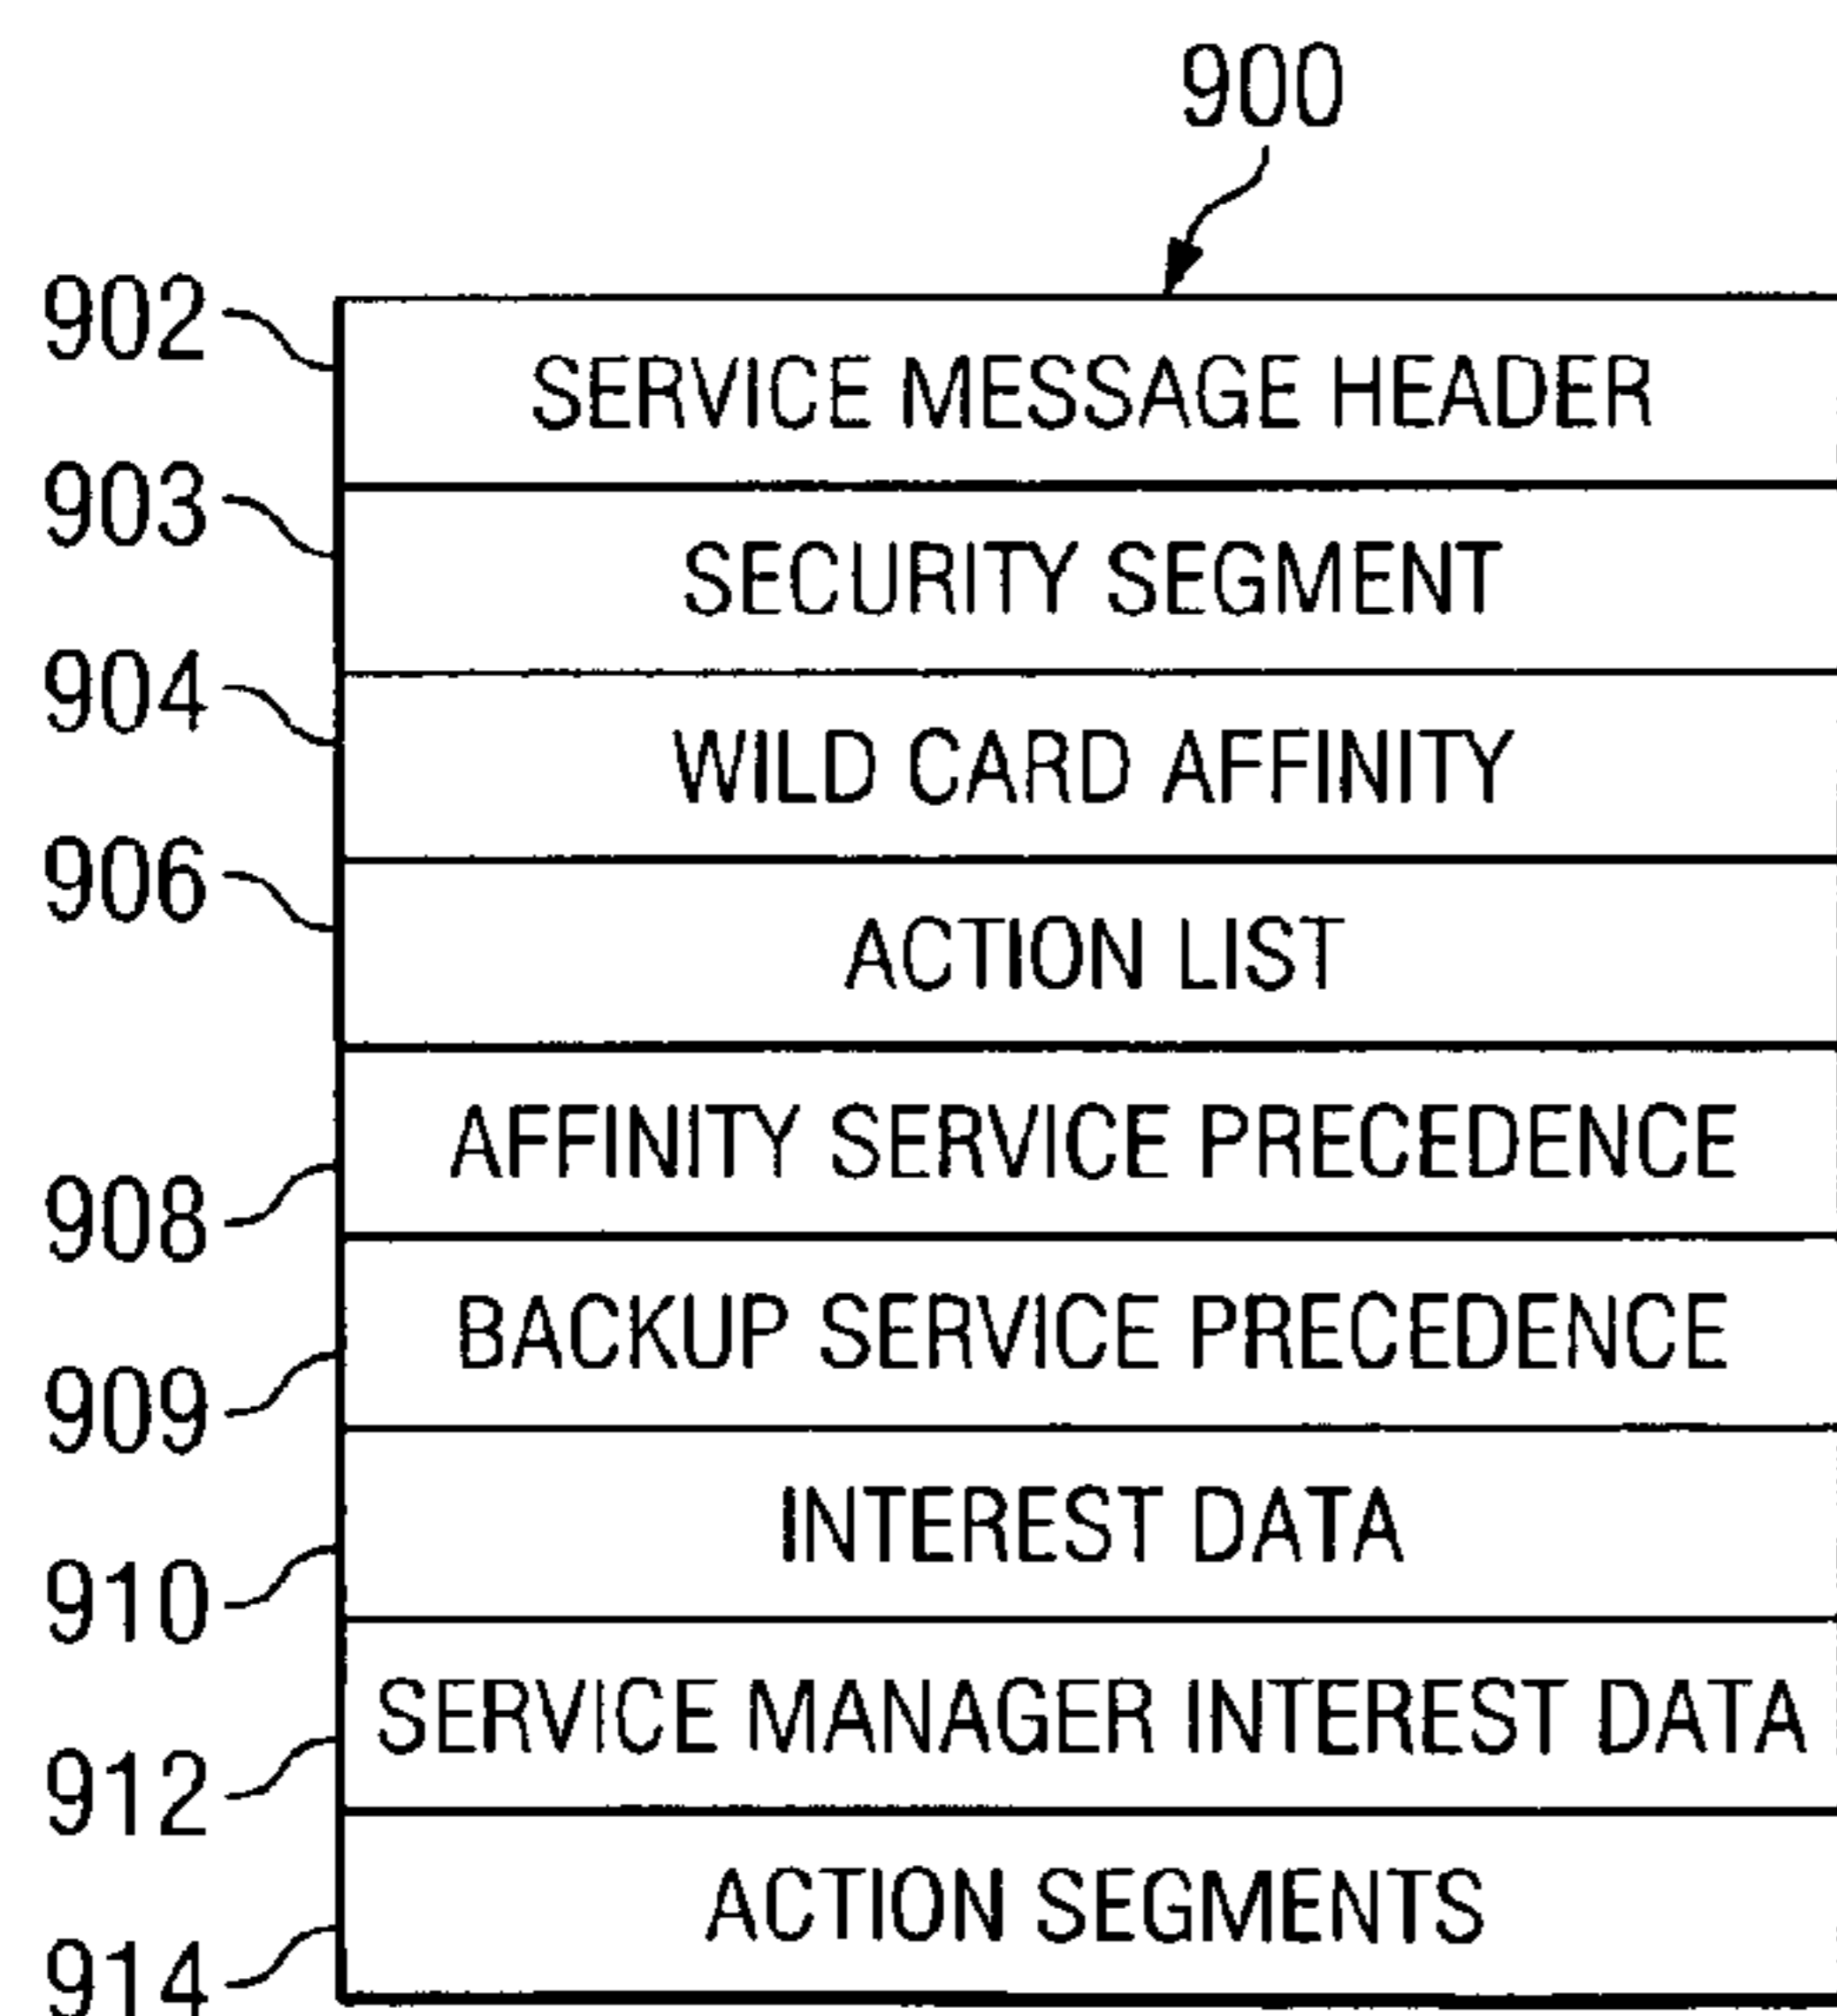 900
902 SERVICE MESSAGE HEADER
903 SECURITY SEGMENT
904 WILD CARD AFFINITY
906 ACTION LIST
908 AFFINITY SERVICE PRECEDENCE
909 BACKUP SERVICE PRECEDENCE
910 INTEREST DATA
912 SERVICE MANAGER INTEREST DATA
914 ACTION SEGMENTS